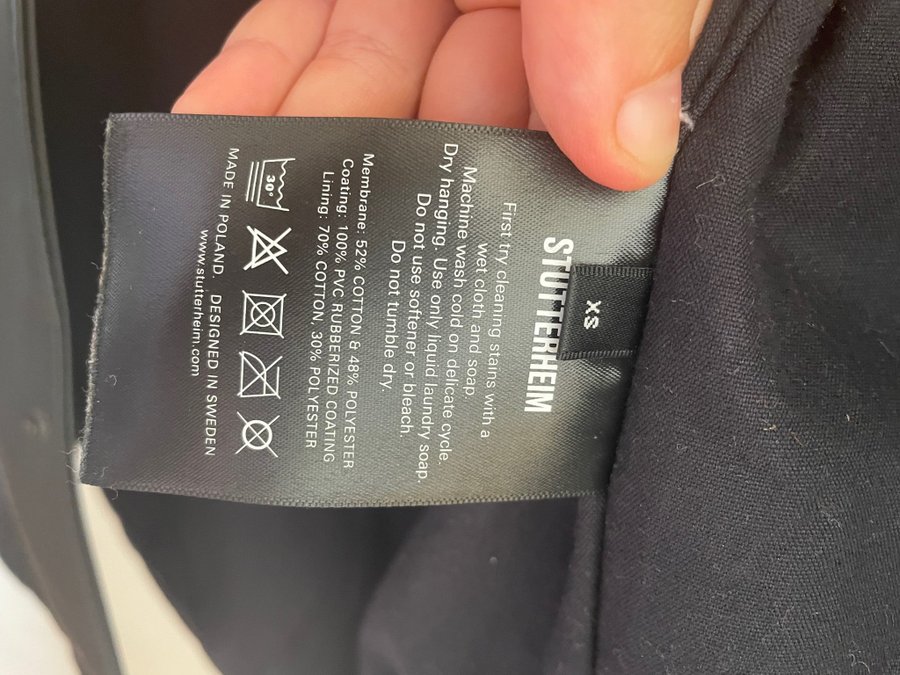 XS
STUTTERHEIM
First try cleaning stains with a
wet cloth and soap.
Machine wash cold on delicate cycle.
Dry hanging. Use only liquid laundry soap.
Do not use softener or bleach.
Do not tumble dry.
Membrane: 52% COTTON & 48% POLYESTER
Coating: 100% PVC RUBBERIZED COATING
Lining: 70% COTTON, 30% POLYESTER
30°
MADE IN POLAND. DESIGNED IN SWEDEN
www.stutterheim.com